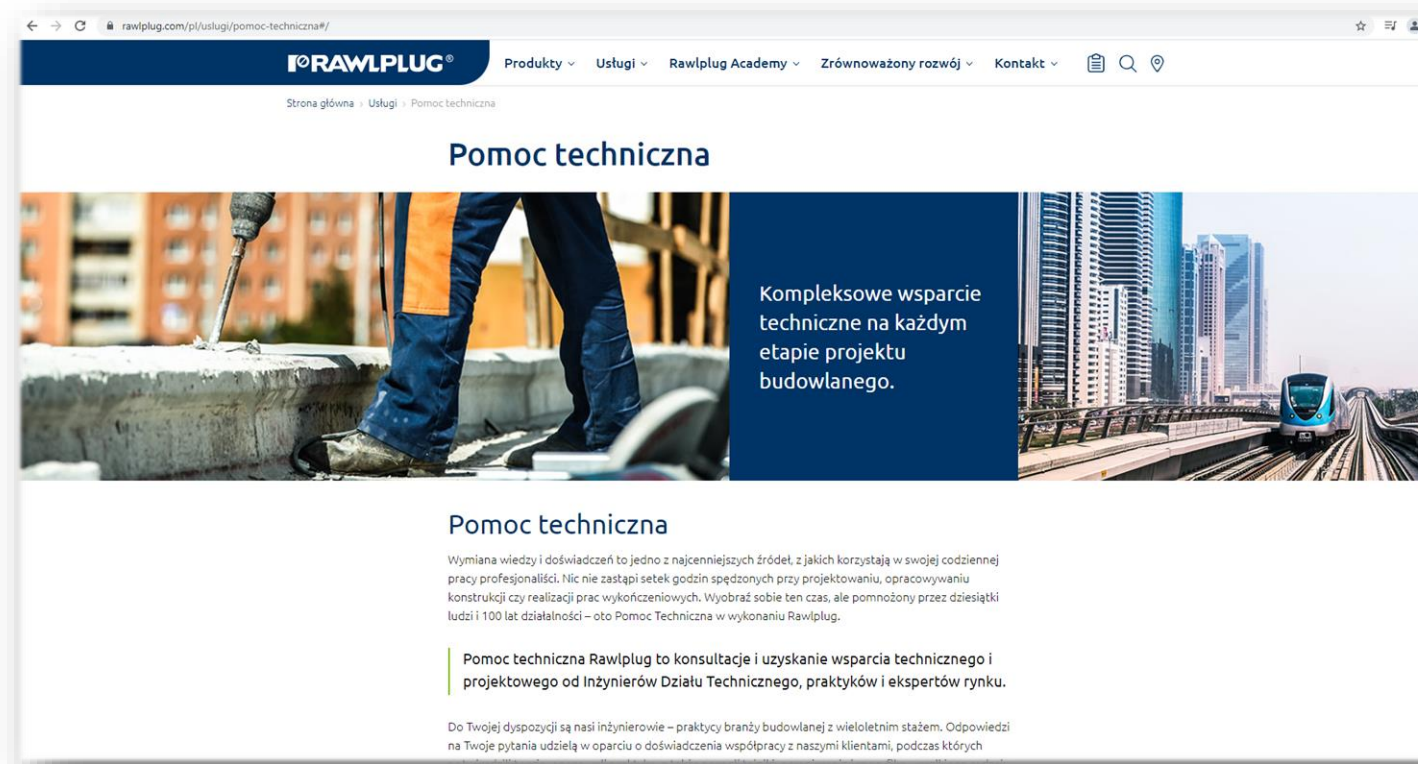 rawlplug.com/pl/uslugi/pomoc-techniczna#/
RAWLPLUG®
Produkty Usługi Rawlplug Academy Zrównoważony rozwój Kontakt
Strona główna › Usługi › Pomoc techniczna
Pomoc techniczna
Kompleksowe wsparcie
techniczne na każdym
etapie projektu
budowlanego.
Pomoc techniczna
Wymiana wiedzy i doświadczeń to jedno z najcenniejszych źródeł, z jakich korzystają w swojej codziennej
pracy profesjonaliści. Nic nie zastąpi setek godzin spędzonych przy projektowaniu, opracowywaniu
konstrukcji czy realizacji prac wykończeniowych. Wyobraź sobie ten czas, ale pomnożony przez dziesiątki
ludzi i 100 lat działalności – oto Pomoc Techniczna w wykonaniu Rawlplug.
Pomoc techniczna Rawlplug to konsultacje i uzyskanie wsparcia technicznego i
projektowego od Inżynierów Działu Technicznego, praktyków i ekspertów rynku.
Do Twojej dyspozycji są nasi inżynierowie – praktycy branży budowlanej z wieloletnim stażem. Odpowiedzi
na Twoje pytania udzielą w oparciu o doświadczenia współpracy z naszymi klientami, podczas których